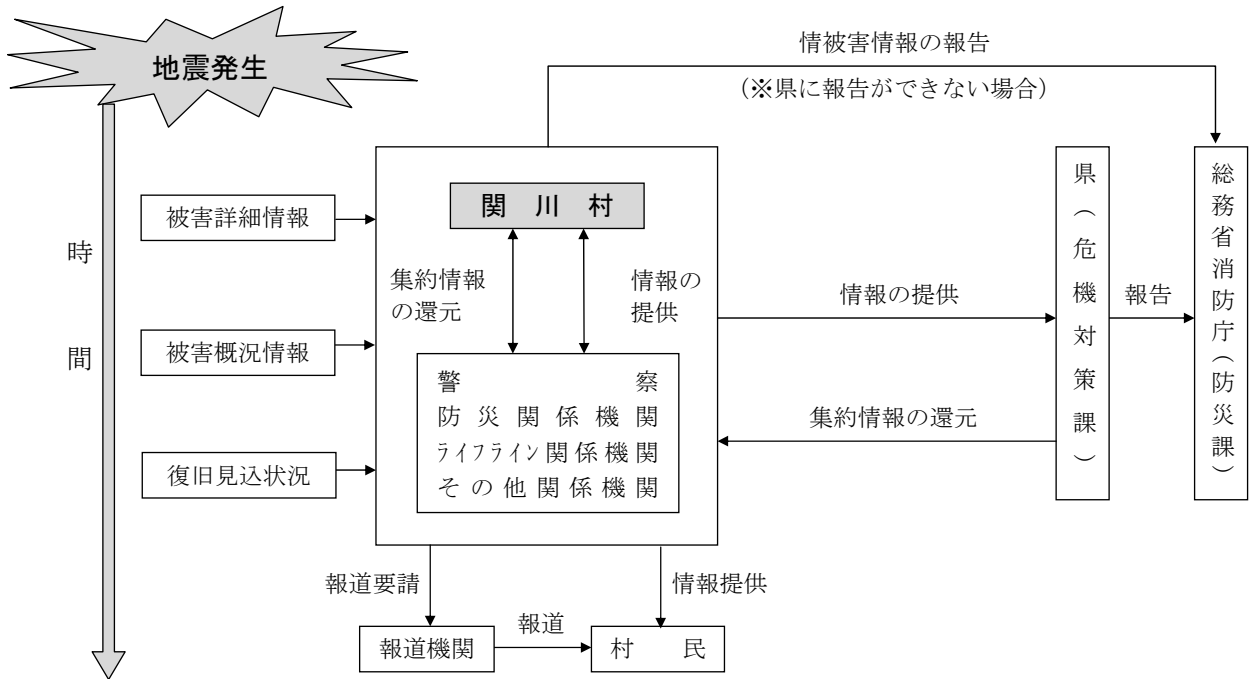 地震発生
時間
情被害情報の報告
（※県に報告ができない場合）
被害詳細情報
被害概況情報
復旧見込状況
関川村
集約情報
の還元
情報の
提供
警察
防災関係機関
ライフライン関係機関
その他関係機関
情報の提供
集約情報の還元
県（危機対策課）
報告
総務省消防庁（防災課）
報道要請
情報提供
報道機関
報道
村民